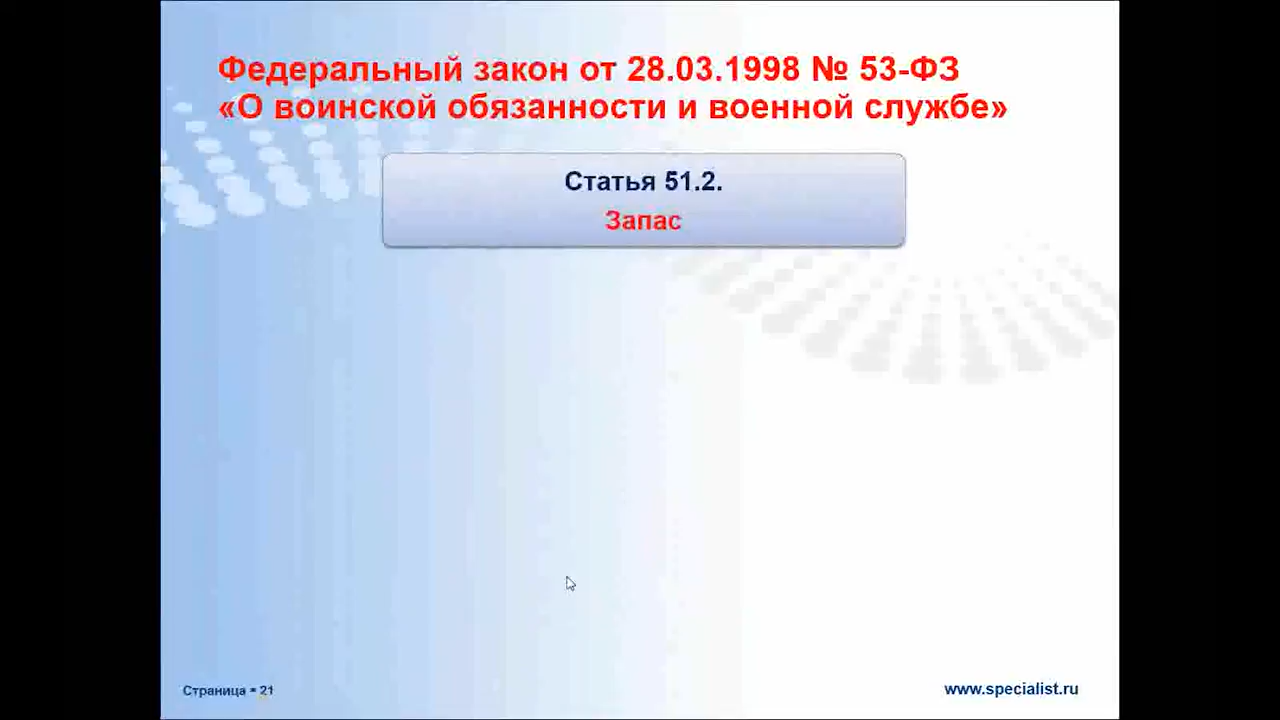 Федеральный закон от 28.03.1998 № 53-ФЗ
«О воинской обязанности и военной службе»
Статья 51.2.
Запас
Страница ▪ 21
www.specialist.ru